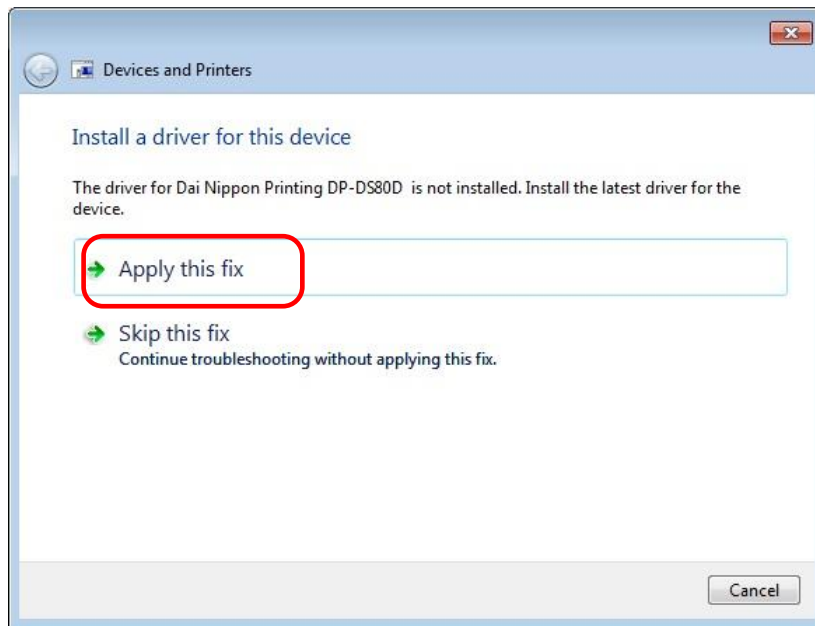 Devices and Printers
Install a driver for this device
The driver for Dai Nippon Printing DP-DS80D  is not installed. Install the latest driver for the
device.
Apply this fix
Skip this fix
Continue troubleshooting without applying this fix.
Cancel